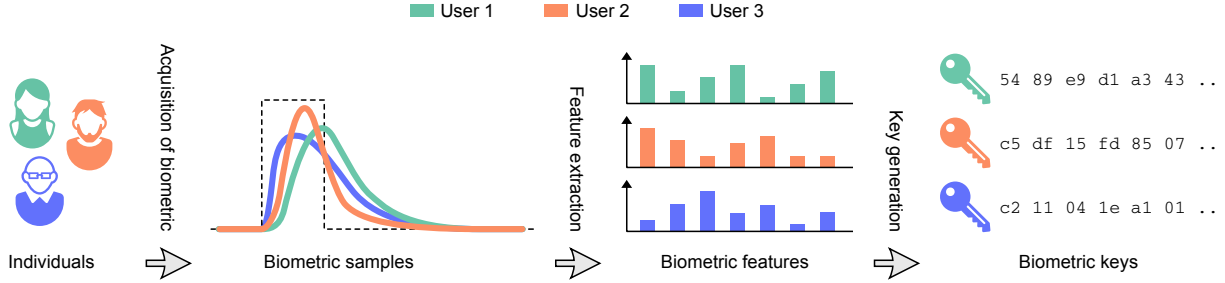 User 1
User 2
User 3
Acquisition of biometric
Feature extraction
Key generation
54 89 e9 d1 a3 43 ..
c5 df 15 fd 85 07 ..
c2 11 04 1e a1 01 ..
Individuals
Biometric samples
Biometric features
Biometric keys